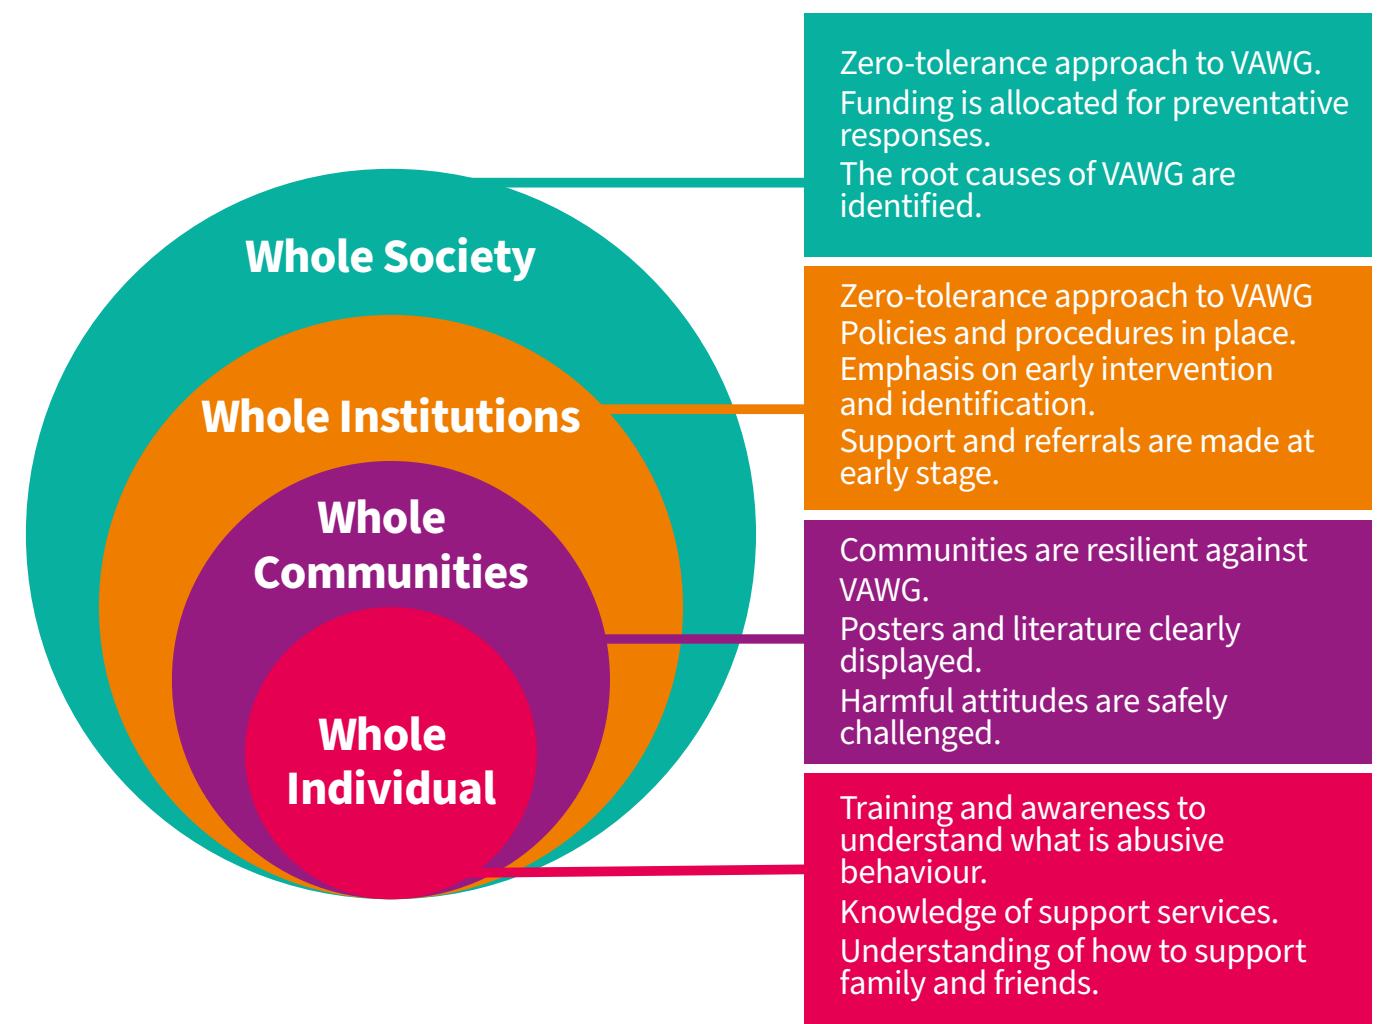 Whole Society
Whole Institutions
Whole
Communities
Whole
Individual
Zero-tolerance approach to VAWG.
Funding is allocated for preventative
responses.
The root causes of VAWG are
identified.
Zero-tolerance approach to VAWG
Policies and procedures in place.
Emphasis on early intervention
and identification.
Support and referrals are made at
early stage.
Communities are resilient against
VAWG.
Posters and literature clearly
displayed.
Harmful attitudes are safely
challenged.
Training and awareness to
understand what is abusive
behaviour.
Knowledge of support services.
Understanding of how to support
family and friends.